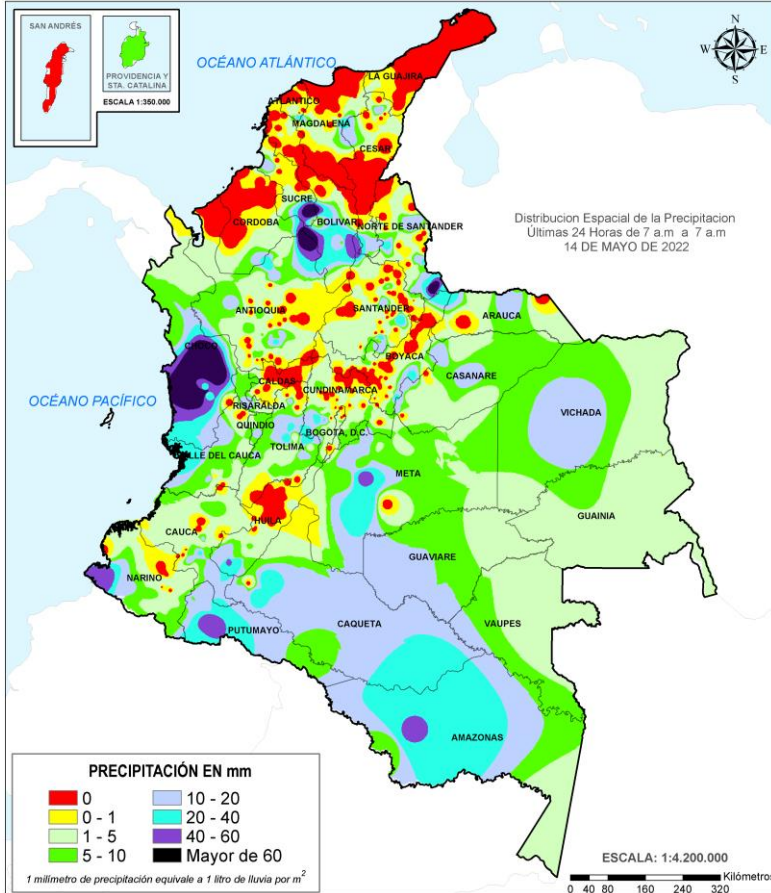 SAN ANDRÉS
PROVIDENCIA Y
STA. CATALINA
ESCALA 1:350.000
OCÉANO ATLÁNTICO
N
W E
S
LA GUAJIRA
ATLÁNTICO
MAGDALENA
CESAR
SUCRE
CORDOBA
BOLIVAR
NORTE DE SANTANDER
Distribucion Espacial de la Precipitacion
Últimas 24 Horas de 7 a.m a 7 a.m
14 DE MAYO DE 2022
ANTIOQUIA
SANTANDER
ARAUCA
CHOCO
BOYACA
CASANARE
CALDAS
CUNDINAMARCA
OCÉANO PACÍFICO
RISARALDA
VICHADA
QUINDIO
BOGOTA, D.C.
TOLIMA
VALLE DEL CAUCA
META
GUAINIA
HUILA
CAUCA
GUAVIARE
NARIÑO
CAQUETA
VAUPES
PUTUMAYO
AMAZONAS
PRECIPITACIÓN EN mm
0
0 - 1
1 - 5
5 - 10
10 - 20
20 - 40
40 - 60
Mayor de 60
1 milímetro de precipitación equivale a 1 litro de lluvia por m²
ESCALA: 1:4.200.000
Kilómetros
0 40 80 160 240 320